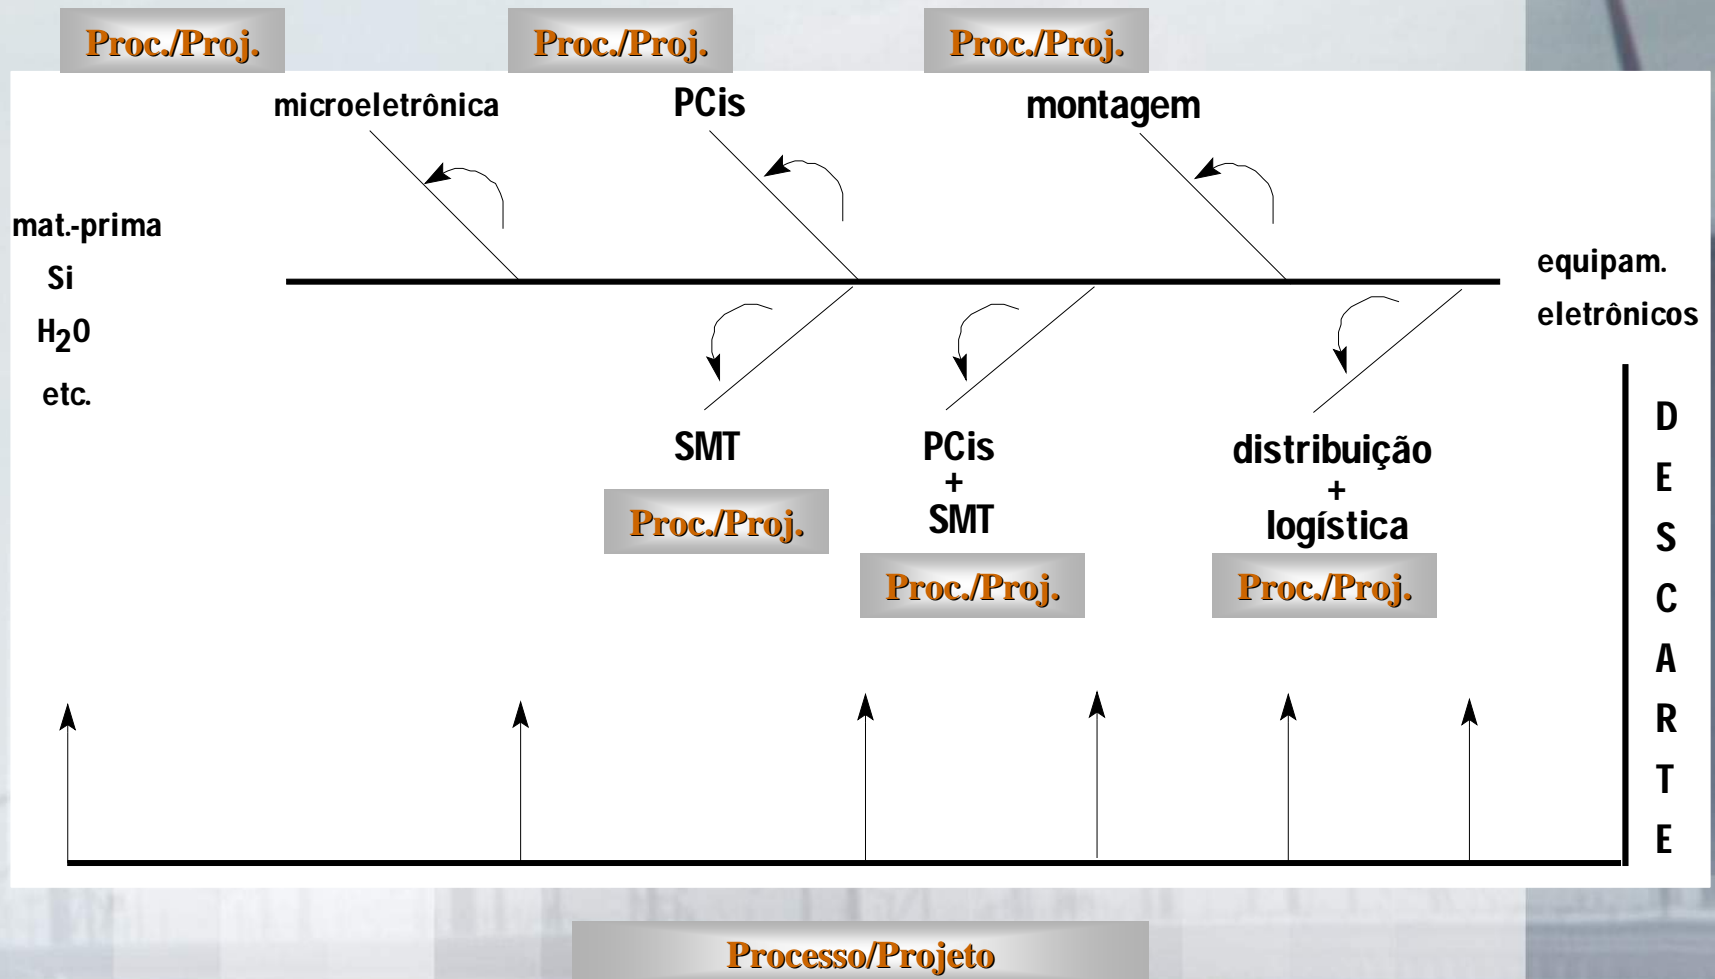 Proc./Proj.
Proc./Proj.
Proc./Proj.
microeletrônica
PCis
montagem
mat.-prima
Si
H2O
etc.
equipam.
eletrônicos
SMT
Proc./Proj.
PCis
+
SMT
Proc./Proj.
distribuição
+
logística
Proc./Proj.
D
E
S
C
A
R
T
E
Processo/Projeto